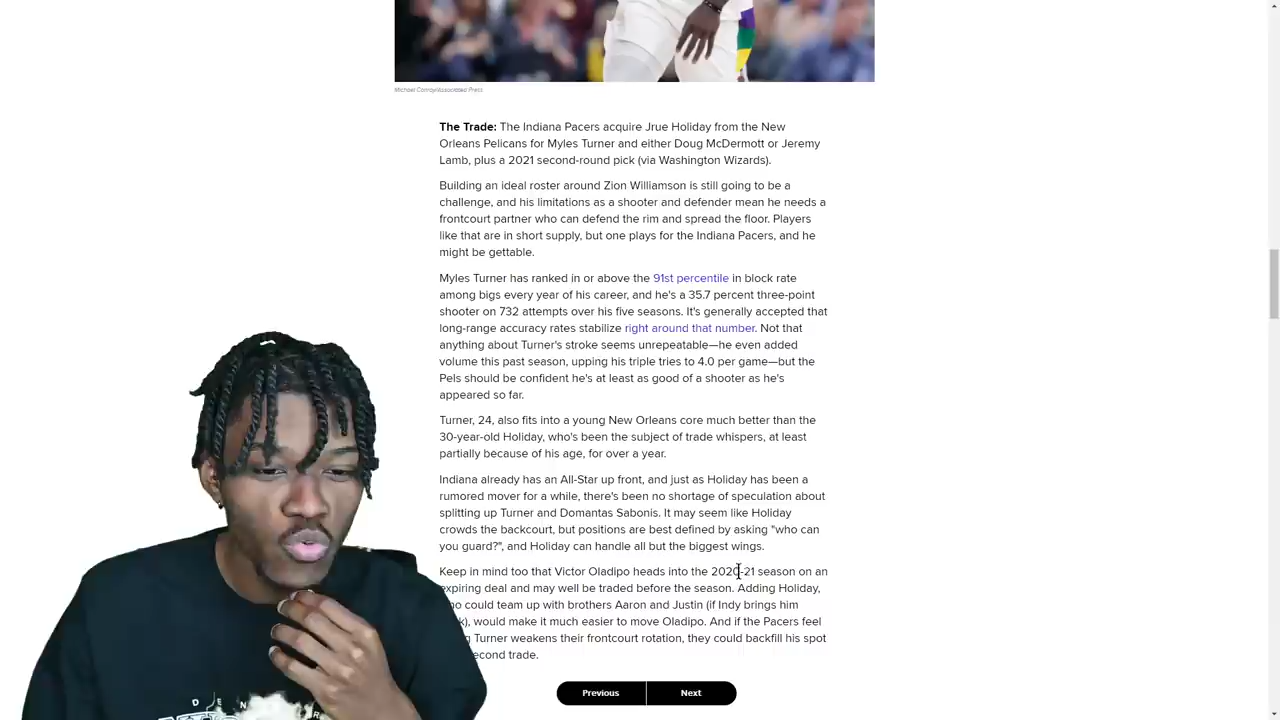 Michael Conroy/Associated Press
The Trade: The Indiana Pacers acquire Jrue Holiday from the New
Orleans Pelicans for Myles Turner and either Doug McDermott or Jeremy
Lamb, plus a 2021 second-round pick (via Washington Wizards).
Building an ideal roster around Zion Williamson is still going to be a
challenge, and his limitations as a shooter and defender mean he needs a
frontcourt partner who can defend the rim and spread the floor. Players
like that are in short supply, but one plays for the Indiana Pacers, and he
might be gettable.
Myles Turner has ranked in or above the 91st percentile in block rate
among bigs every year of his career, and he's a 35.7 percent three-point
shooter on 732 attempts over his five seasons. It's generally accepted that
long-range accuracy rates stabilize right around that number. Not that
anything about Turner's stroke seems unrepeatable—he even added
volume this past season, upping his triple tries to 4.0 per game—but the
Pels should be confident he's at least as good of a shooter as he's
appeared so far.
Turner, 24, also fits into a young New Orleans core much better than the
30-year-old Holiday, who's been the subject of trade whispers, at least
partially because of his age, for over a year.
Indiana already has an All-Star up front, and just as Holiday has been a
rumored mover for a while, there's been no shortage of speculation about
splitting up Turner and Domantas Sabonis. It may seem like Holiday
crowds the backcourt, but positions are best defined by asking "who can
you guard?", and Holiday can handle all but the biggest wings.
Keep in mind too that Victor Oladipo heads into the 2020-21 season on an
expiring deal and may well be traded before the season. Adding Holiday,
could team up with brothers Aaron and Justin (if Indy brings him
would make it much easier to move Oladipo. And if the Pacers feel
Turner weakens their frontcourt rotation, they could backfill his spot
trade.
Previous Next
D E N